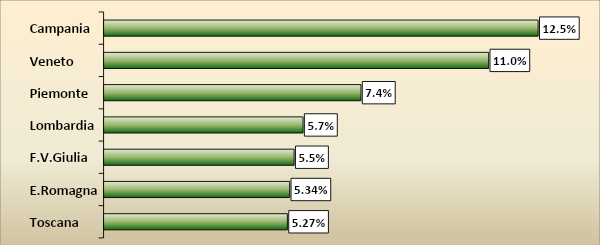 Campania 12.5%
Veneto 11.0%
Piemonte 7.4%
Lombardia 5.7%
F.V.Giulia 5.5%
E.Romagna 5.34%
Toscana 5.27%